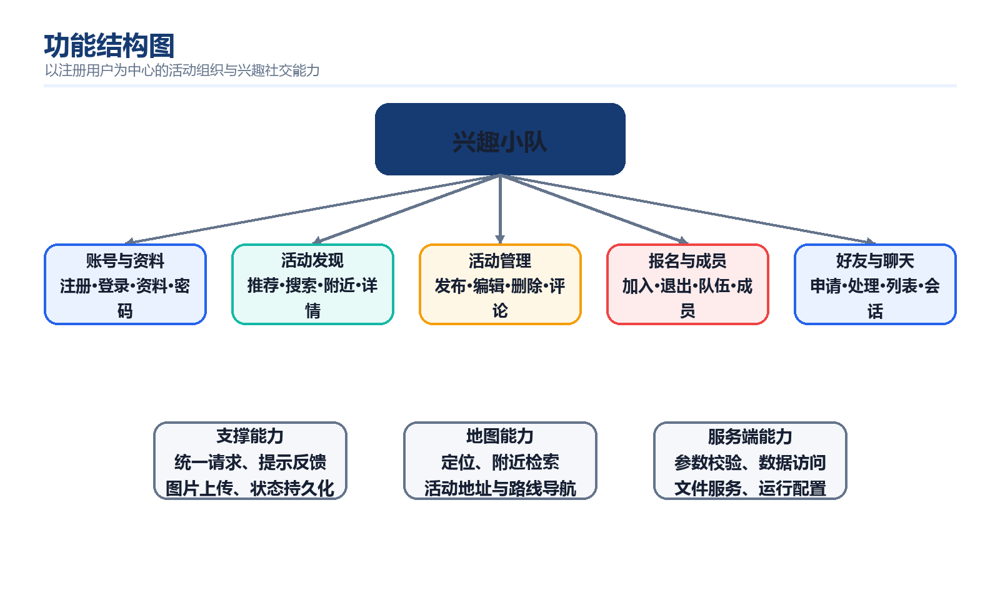 功能结构图
以注册用户为中心的活动组织与兴趣社交能力
兴趣小队
账号与资料
注册•登录•资料•密
码
活动发现
推荐•搜索•附近•详
情
活动管理
发布•编辑•删除•评
论
报名与成员
加入•退出•队伍•成
员
好友与聊天
申请•处理•列表•会
话
支撑能力
统一请求、提示反馈
图片上传、状态持久化
地图能力
定位、附近检索
活动地址与路线导航
服务端能力
参数校验、数据访问
文件服务、运行配置